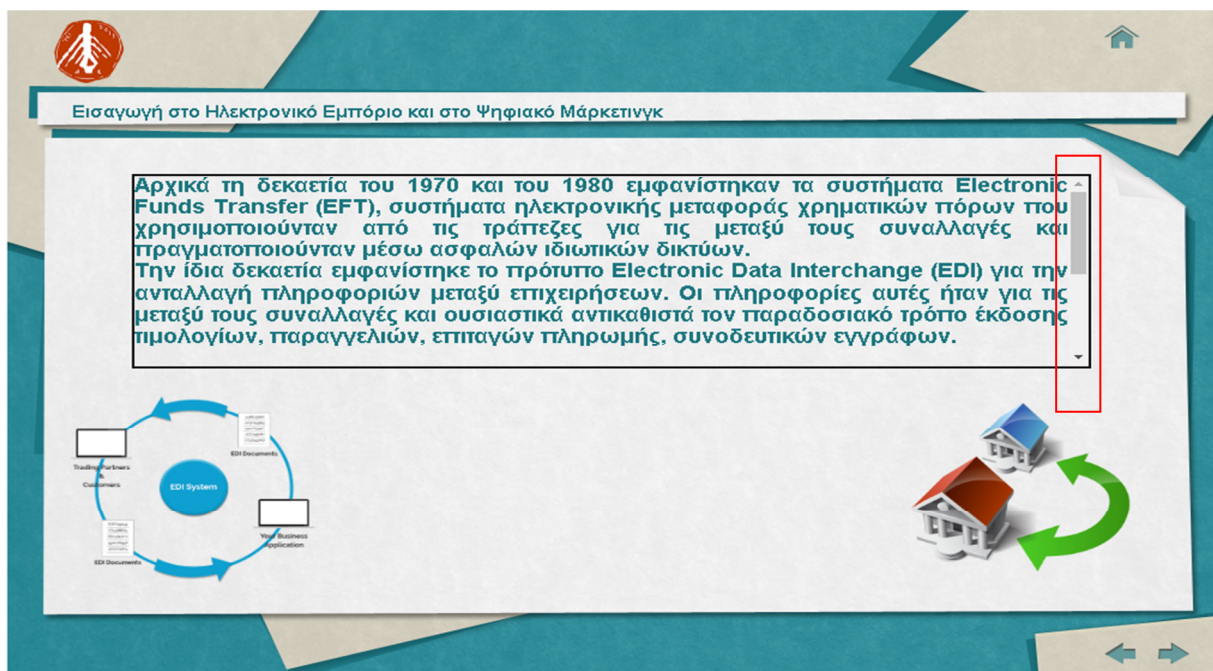 Εισαγωγή στο Ηλεκτρονικό Εμπόριο και στο Ψηφιακό Μάρκετινγκ
Αρχικά τη δεκαετία του 1970 και του 1980 εμφανίστηκαν τα συστήματα Electronic
Funds Transfer (EFT), συστήματα ηλεκτρονικής μεταφοράς χρηματικών πόρων που
χρησιμοποιούνταν από τις τράπεζες για τις μεταξύ τους συναλλαγές και
πραγματοποιούνταν μέσω ασφαλών ιδιωτικών δικτύων.
Την ίδια δεκαετία εμφανίστηκε το πρότυπο Electronic Data Interchange (EDI) για την
ανταλλαγή πληροφοριών μεταξύ επιχειρήσεων. Οι πληροφορίες αυτές ήταν για τις
μεταξύ τους συναλλαγές και ουσιαστικά αντικαθιστά τον παραδοσιακό τρόπο έκδοσης
τιμολογίων, παραγγελιών, επιταγών πληρωμής, συνοδευτικών εγγράφων.
EDI Documents
Trading Partners
&
Customers
EDI System
Your Business
Application
EDI Documents